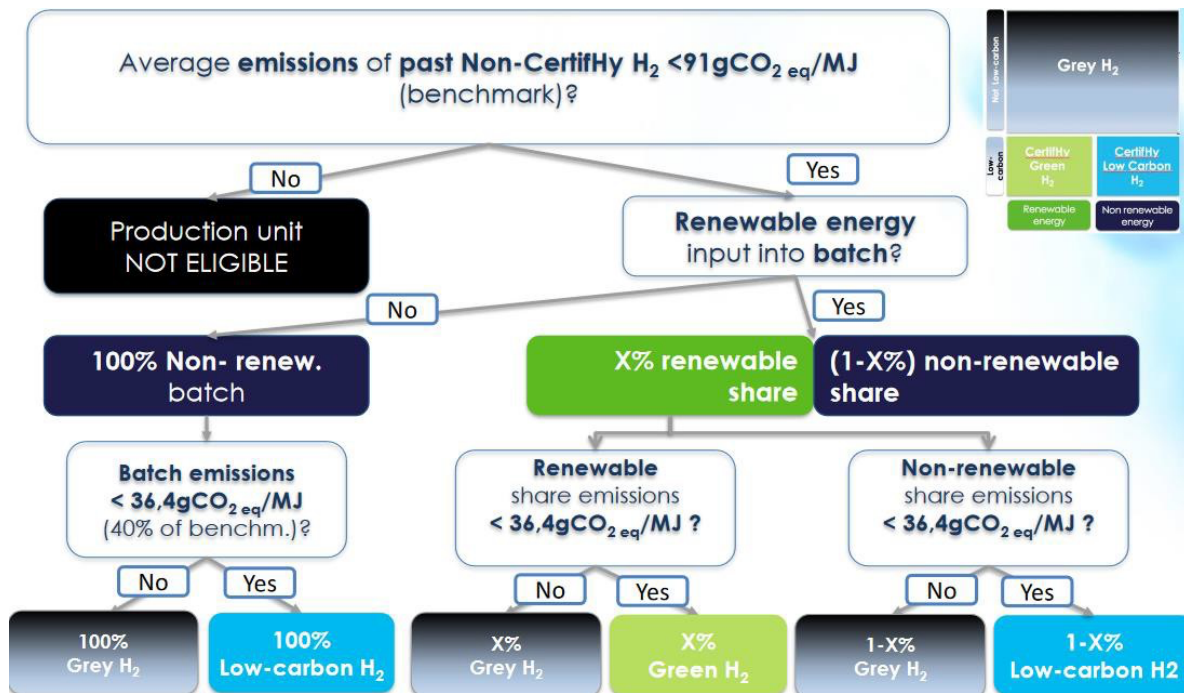 Average emissions of past Non-CertifHy H₂ <91gCO₂ eq/MJ
(benchmark)?
Not Low-carbon
Grey H₂
Low-
carbon
CertifHy
Green
H₂
CertifHy
Low Carbon
H₂
Renewable
energy
Non renewable
energy
No
Yes
Production unit
NOT ELIGIBLE
Renewable energy
input into batch?
No
Yes
100% Non- renew.
batch
X% renewable
share
(1-X%) non-renewable
share
Batch emissions
< 36,4gCO₂ eq/MJ
(40% of benchm.)?
Renewable
share emissions
< 36,4gCO₂ eq/MJ ?
Non-renewable
share emissions
< 36,4gCO₂ eq/MJ ?
No
Yes
No
Yes
No
Yes
100%
Grey H₂
100%
Low-carbon H₂
X%
Grey H₂
X%
Green H₂
1-X%
Grey H₂
1-X%
Low-carbon H2